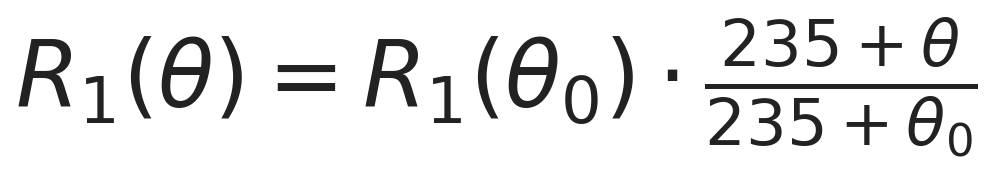 R₁(θ) = R₁(θ₀) · (235 + θ)/(235 + θ₀)